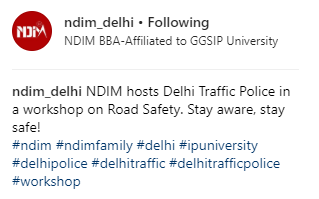 NDIM
ndim_delhi • Following
NDIM BBA-Affiliated to GGSIP University
ndim_delhi NDIM hosts Delhi Traffic Police in
a workshop on Road Safety. Stay aware, stay
safe!
#ndim #ndimfamily #delhi #ipuniversity
#delhipolice #delhitraffic #delhitrafficpolice
#workshop